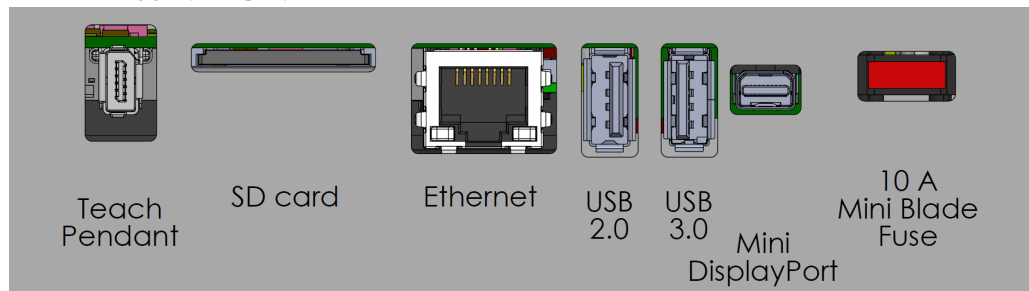 Teach
Pendant
SD card
Ethernet
USB
2.0
USB
3.0
Mini
DisplayPort
10 A
Mini Blade
Fuse